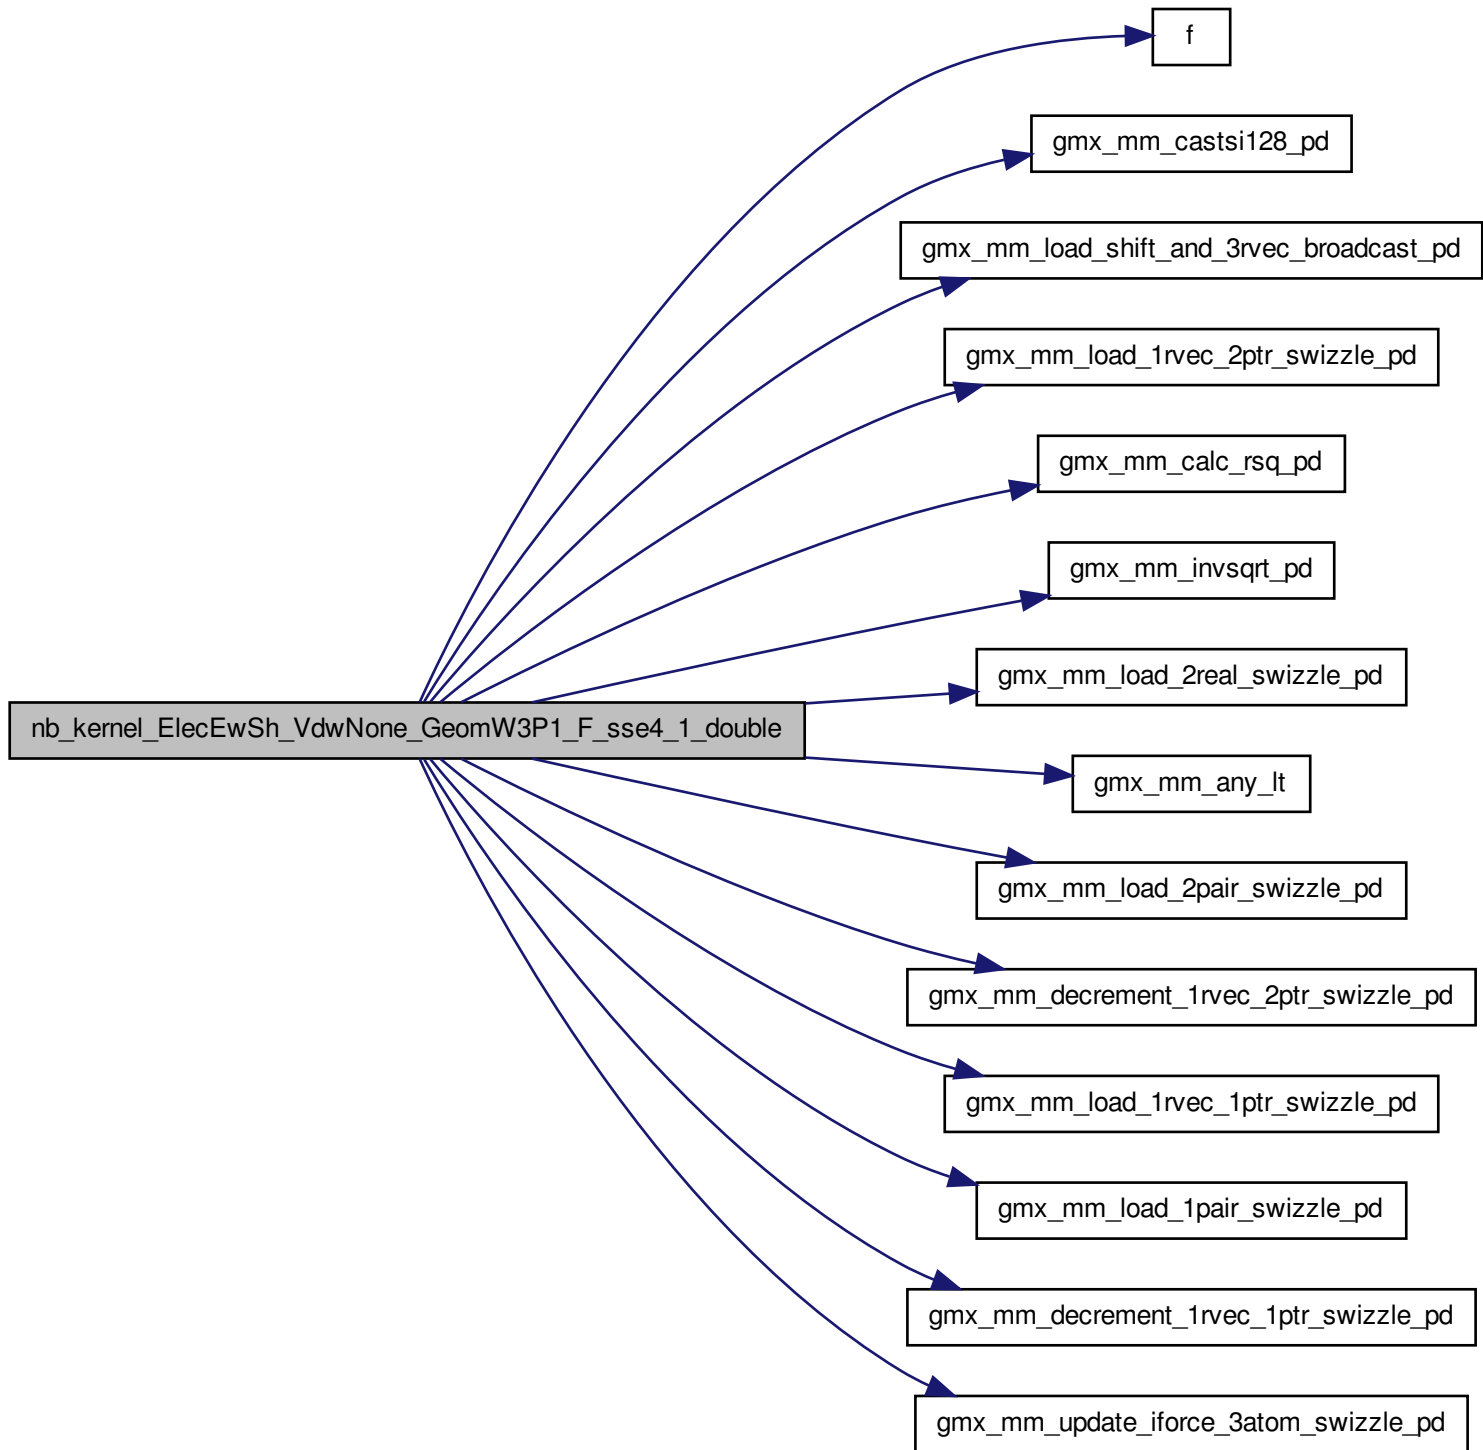 f
gmx_mm_castsi128_pd
gmx_mm_load_shift_and_3rvec_broadcast_pd
gmx_mm_load_1rvec_2ptr_swizzle_pd
gmx_mm_calc_rsq_pd
gmx_mm_invsqrt_pd
gmx_mm_load_2real_swizzle_pd
nb_kernel_ElecEwSh_VdwNone_GeomW3P1_F_sse4_1_double
gmx_mm_any_lt
gmx_mm_load_2pair_swizzle_pd
gmx_mm_decrement_1rvec_2ptr_swizzle_pd
gmx_mm_load_1rvec_1ptr_swizzle_pd
gmx_mm_load_1pair_swizzle_pd
gmx_mm_decrement_1rvec_1ptr_swizzle_pd
gmx_mm_update_iforce_3atom_swizzle_pd